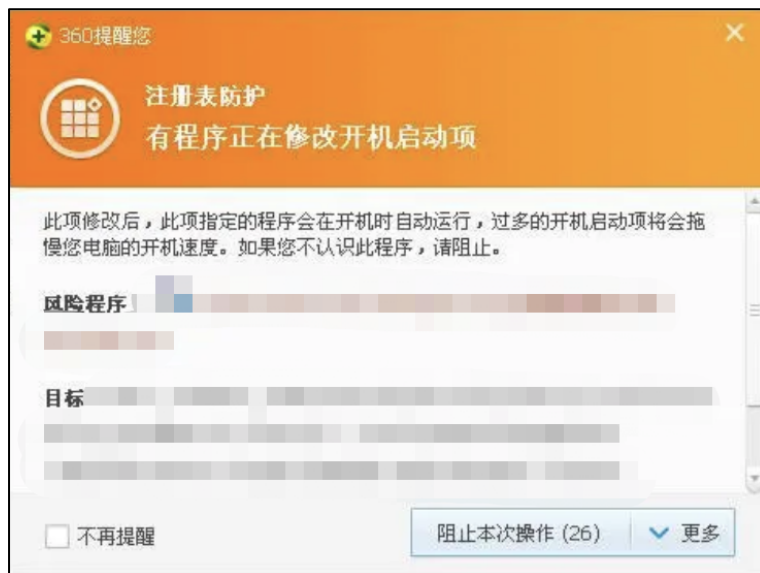 360提醒您
注册表防护
有程序正在修改开机启动项
此项修改后，此项指定的程序会在开机时自动运行，过多的开机启动项将会拖
慢您电脑的开机速度。如果您不认识此程序，请阻止。
风险程序
目标
不再提醒
阻止本次操作 (26)
更多